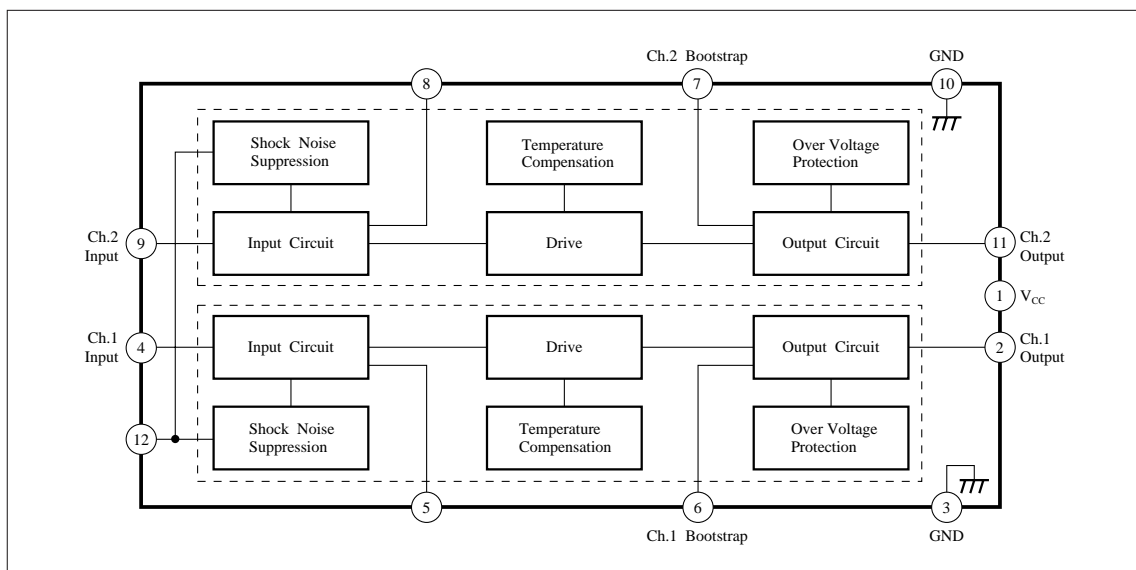 Ch.2 Bootstrap
GND
8
7
10
Shock Noise
Suppression
Temperature
Compensation
Over Voltage
Protection
Ch.2
Input
9
Input Circuit
Drive
Output Circuit
11
Ch.2
Output
1
VCC
Ch.1
Input
4
Input Circuit
Drive
Output Circuit
2
Ch.1
Output
12
Shock Noise
Suppression
Temperature
Compensation
Over Voltage
Protection
5
6
3
Ch.1 Bootstrap
GND